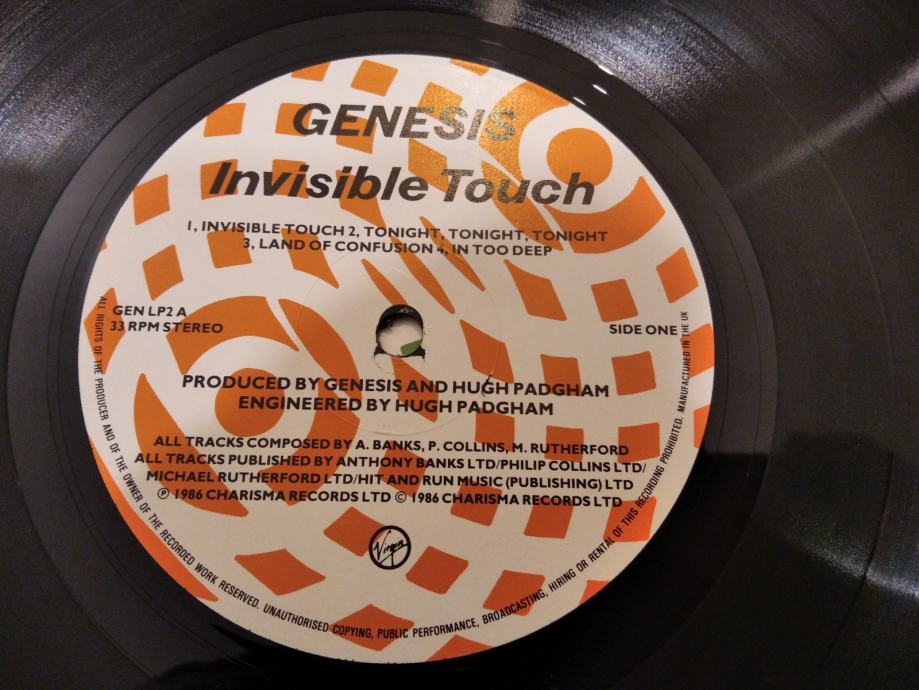 GENESIS
Invisible Touch
1, INVISIBLE TOUCH 2, TONIGHT, TONIGHT, TONIGHT
3, LAND OF CONFUSION 4, IN TOO DEEP
GEN LP2 A
33 RPM STEREO
SIDE ONE
PRODUCED BY GENESIS AND HUGH PADGHAM
ENGINEERED BY HUGH PADGHAM
ALL TRACKS COMPOSED BY A. BANKS, P. COLLINS, M. RUTHERFORD
ALL TRACKS PUBLISHED BY ANTHONY BANKS LTD/PHILIP COLLINS LTD/
MICHAEL RUTHERFORD LTD/HIT AND RUN MUSIC (PUBLISHING) LTD
℗ 1986 CHARISMA RECORDS LTD © 1986 CHARISMA RECORDS LTD
Virgin
ALL RIGHTS OF THE PRODUCER AND OF THE OWNER OF THE RECORDED WORK RESERVED. UNAUTHORISED COPYING, PUBLIC PERFORMANCE, BROADCASTING, HIRING OR RENTAL OF THIS RECORDING PROHIBITED. MANUFACTURED IN THE UK